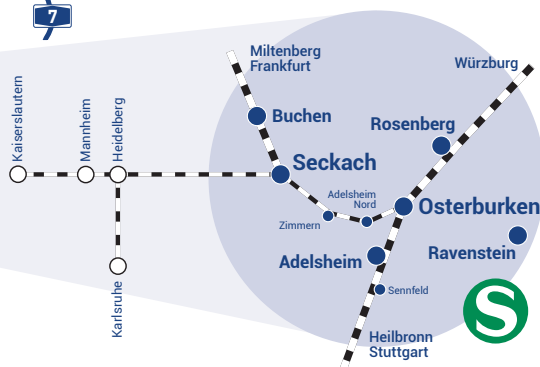 7
Miltenberg
Frankfurt
Würzburg
Kaiserslautern
Mannheim
Heidelberg
Buchen
Rosenberg
Seckach
Adelsheim
Nord
Osterburken
Zimmern
Ravenstein
Adelsheim
Karlsruhe
Sennfeld
S
Heilbronn
Stuttgart